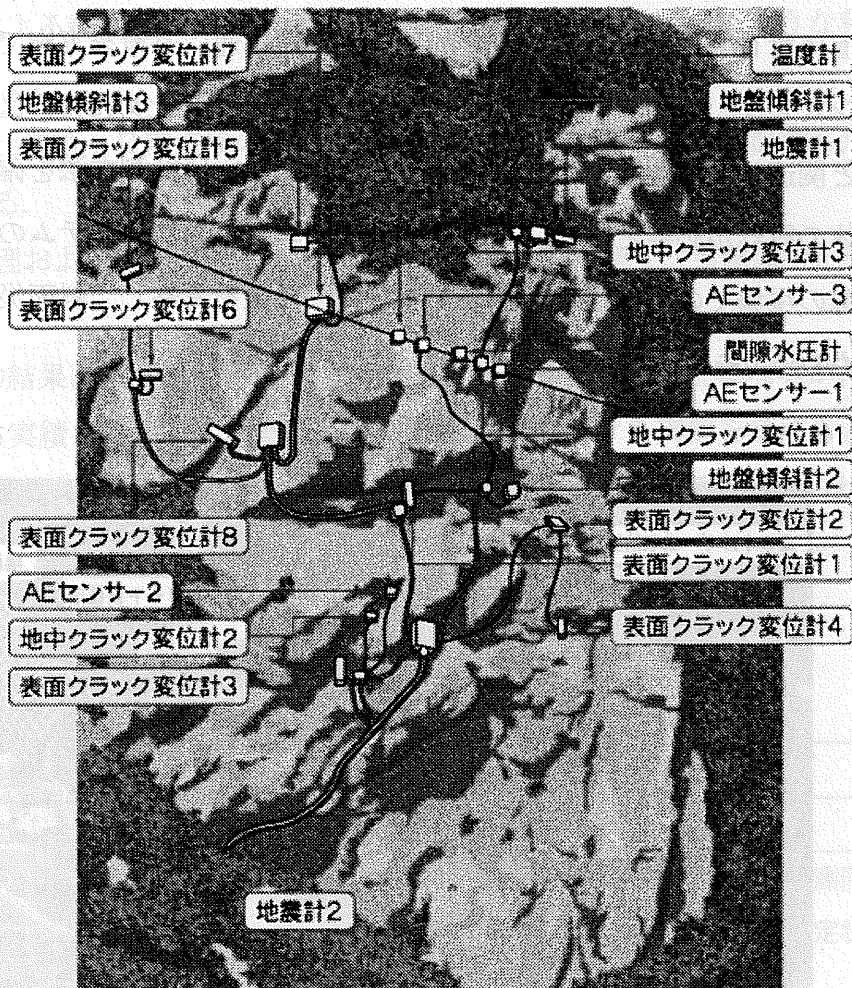 表面クラック変位計7
温度計
地盤傾斜計3
地盤傾斜計1
表面クラック変位計5
地震計1
地中クラック変位計3
AEセンサー3
表面クラック変位計6
間隙水圧計
AEセンサー1
地中クラック変位計1
地盤傾斜計2
表面クラック変位計2
表面クラック変位計8
表面クラック変位計1
AEセンサー2
地中クラック変位計2
表面クラック変位計4
表面クラック変位計3
地震計2